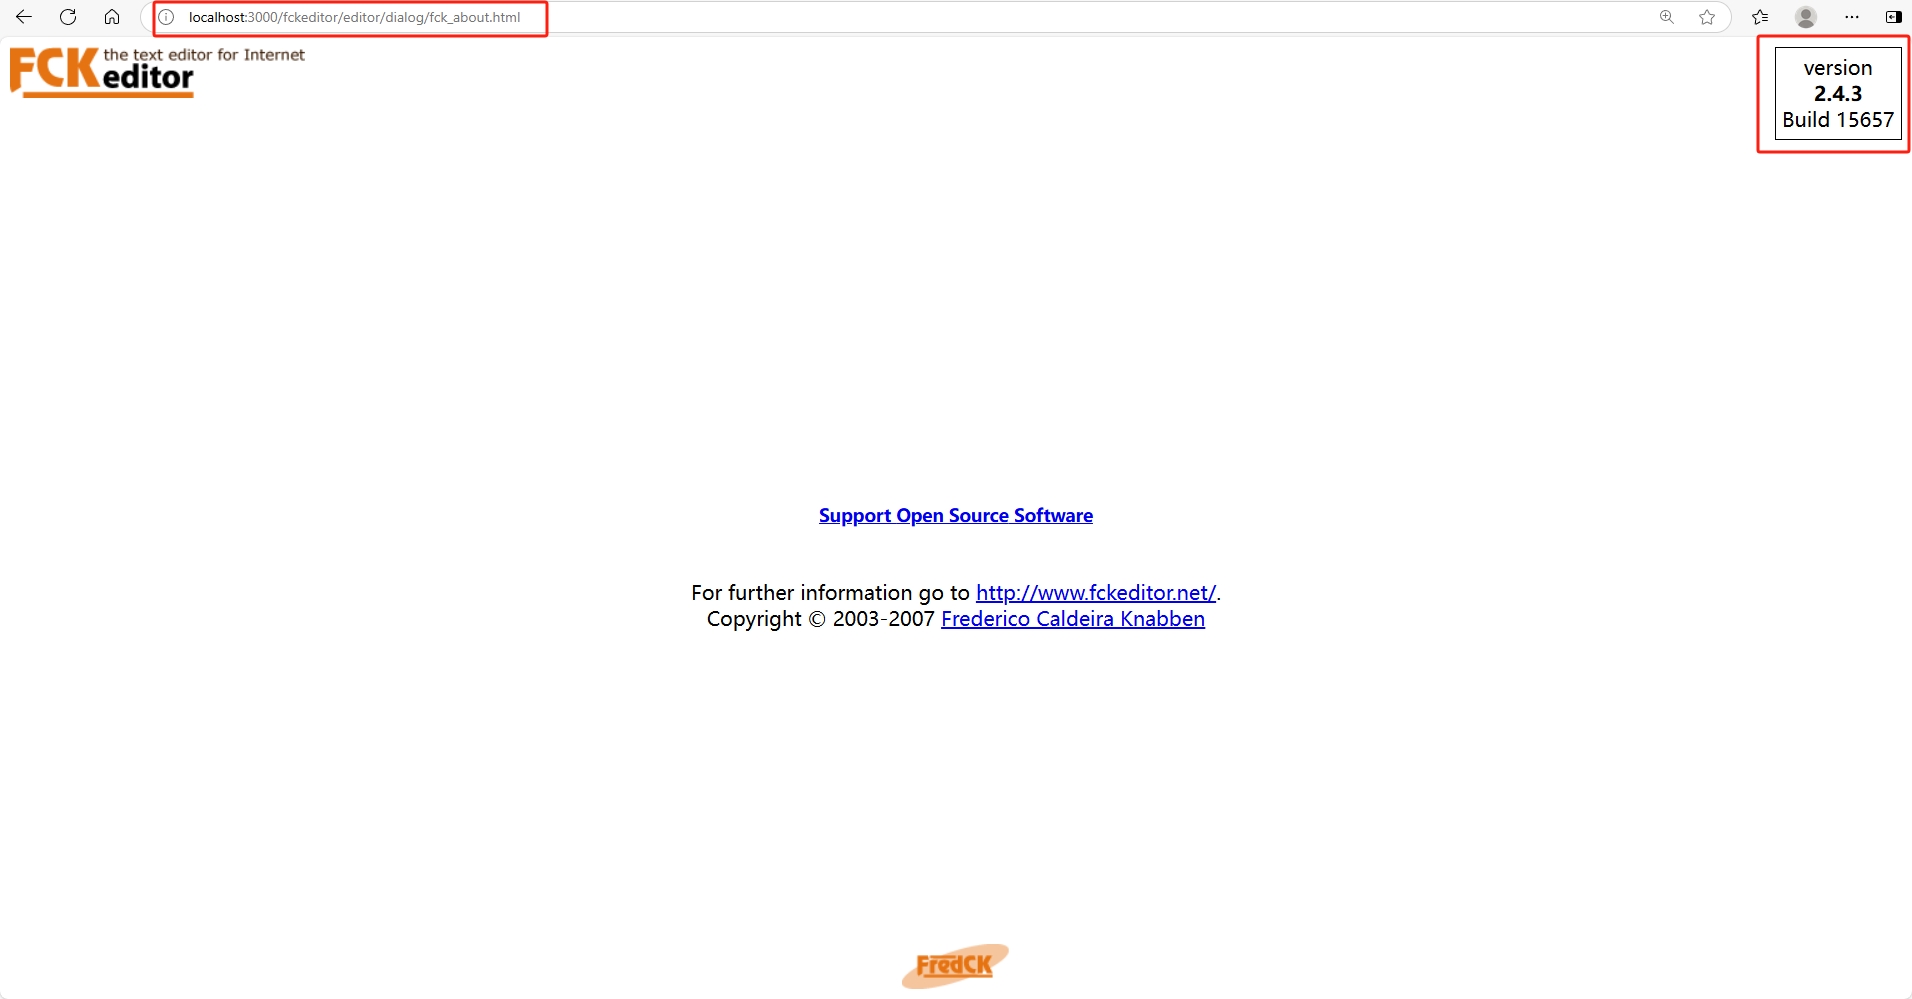 localhost:3000/fckeditor/editor/dialog/fck_about.html
FCKeditor the text editor for Internet
version
2.4.3
Build 15657
Support Open Source Software
For further information go to http://www.fckeditor.net/.
Copyright © 2003-2007 Frederico Caldeira Knabben
FredCK